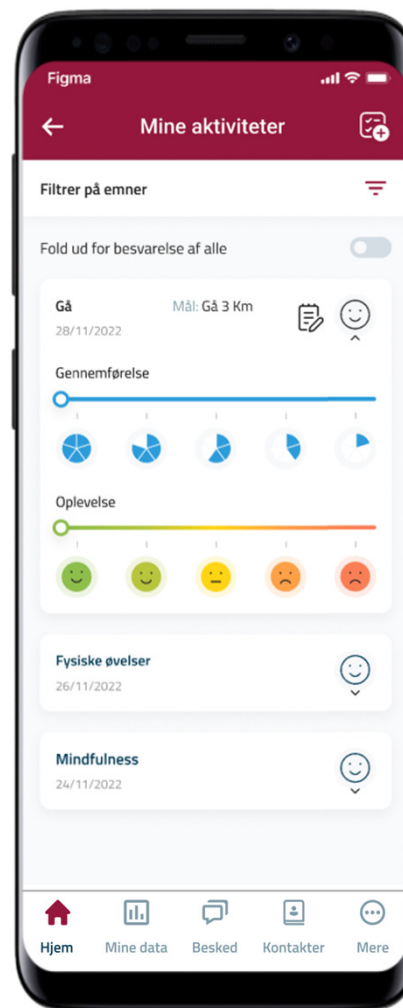 Figma
Mine aktiviteter
Filtrer på emner
Fold ud for besvarelse af alle
Gå Mål: Gå 3 Km
28/11/2022
Gennemførelse
Oplevelse
Fysiske øvelser
26/11/2022
Mindfulness
24/11/2022
Hjem Mine data Besked Kontakter Mere